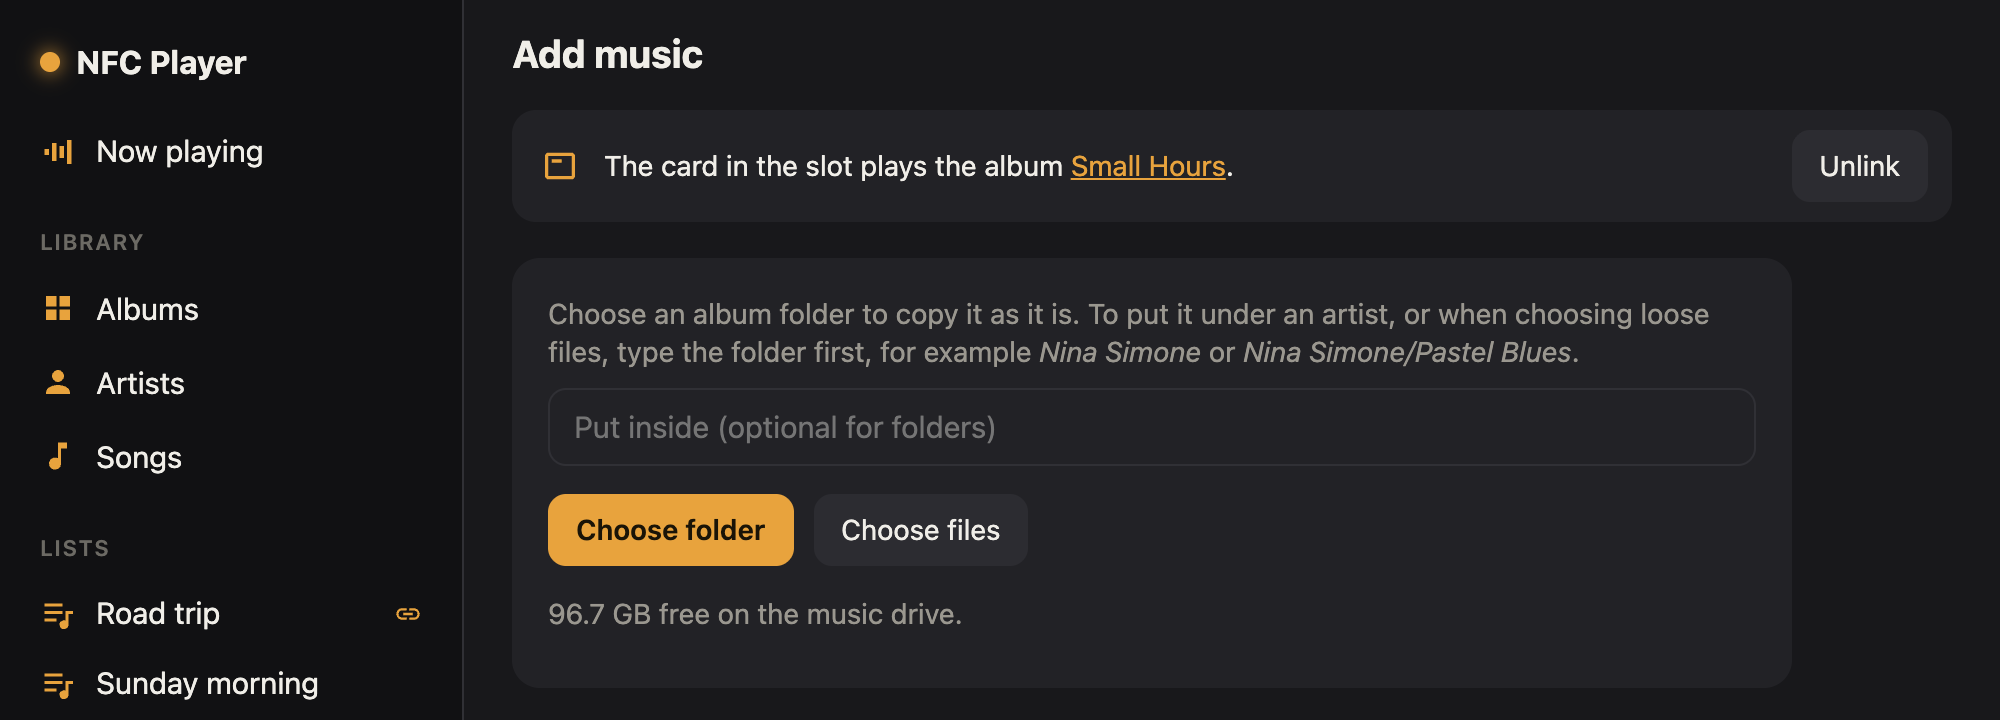 NFC Player
Now playing
LIBRARY
Albums
Artists
Songs
LISTS
Road trip
Sunday morning
Add music
The card in the slot plays the album Small Hours.
Unlink
Choose an album folder to copy it as it is. To put it under an artist, or when choosing loose
files, type the folder first, for example Nina Simone or Nina Simone/Pastel Blues.
Put inside (optional for folders)
Choose folder
Choose files
96.7 GB free on the music drive.